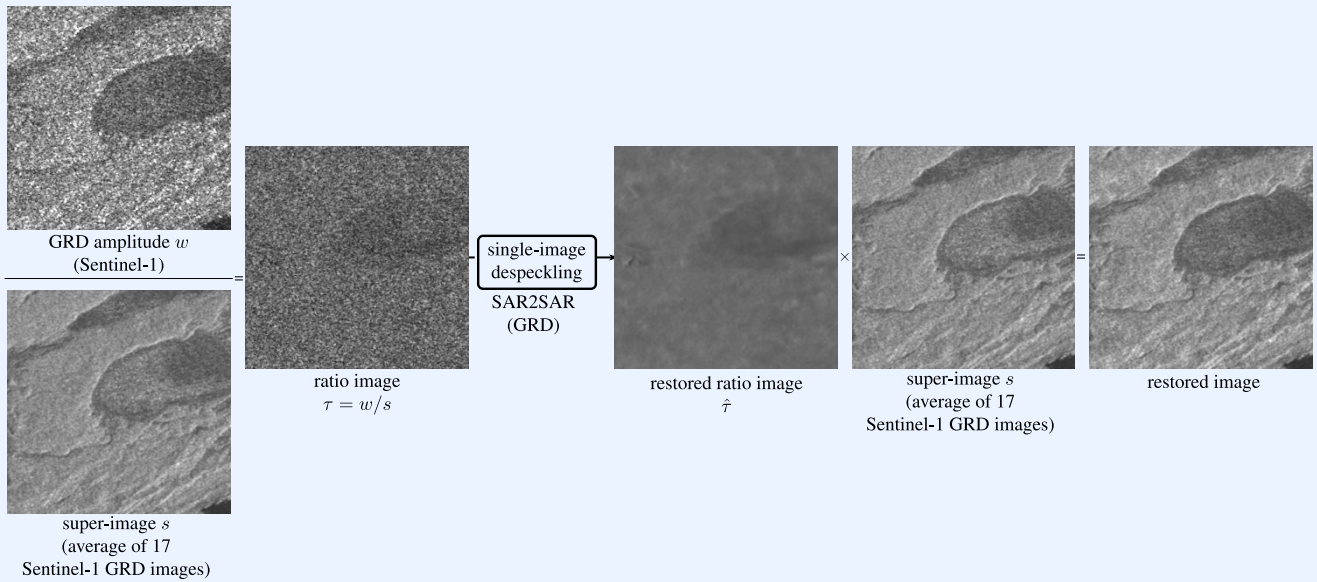 GRD amplitude w
(Sentinel-1)
super-image s
(average of 17
Sentinel-1 GRD images)
=
ratio image
τ = w/s
single-image
despeckling
SAR2SAR
(GRD)
restored ratio image
τ̂
×
super-image s
(average of 17
Sentinel-1 GRD images)
=
restored image